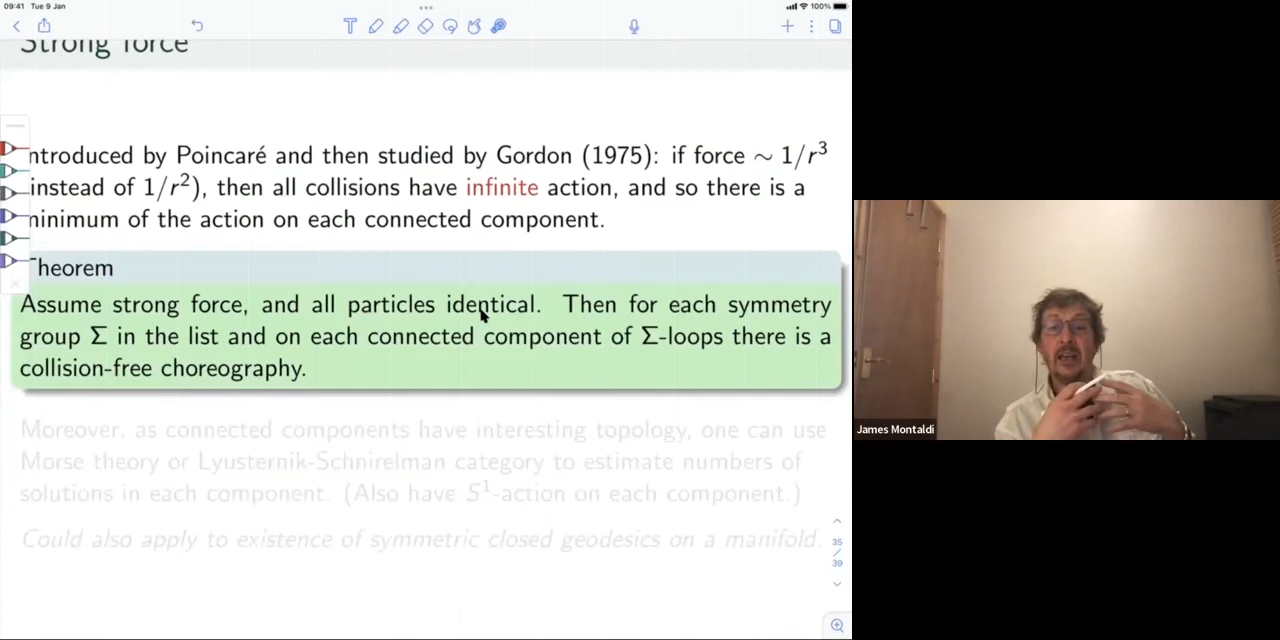 09:41 Tue 9 Jan
100%
Strong force
ntroduced by Poincaré and then studied by Gordon (1975): if force ∼ 1/r³
instead of 1/r²), then all collisions have infinite action, and so there is a
minimum of the action on each connected component.
Theorem
Assume strong force, and all particles identical. Then for each symmetry
group Σ in the list and on each connected component of Σ-loops there is a
collision-free choreography.
Moreover, as connected components have interesting topology, one can use
Morse theory or Lyusternik-Schnirelman category to estimate numbers of
solutions in each component. (Also have S¹-action on each component.)
Could also apply to existence of symmetric closed geodesics on a manifold.
35
/
39
James Montaldi